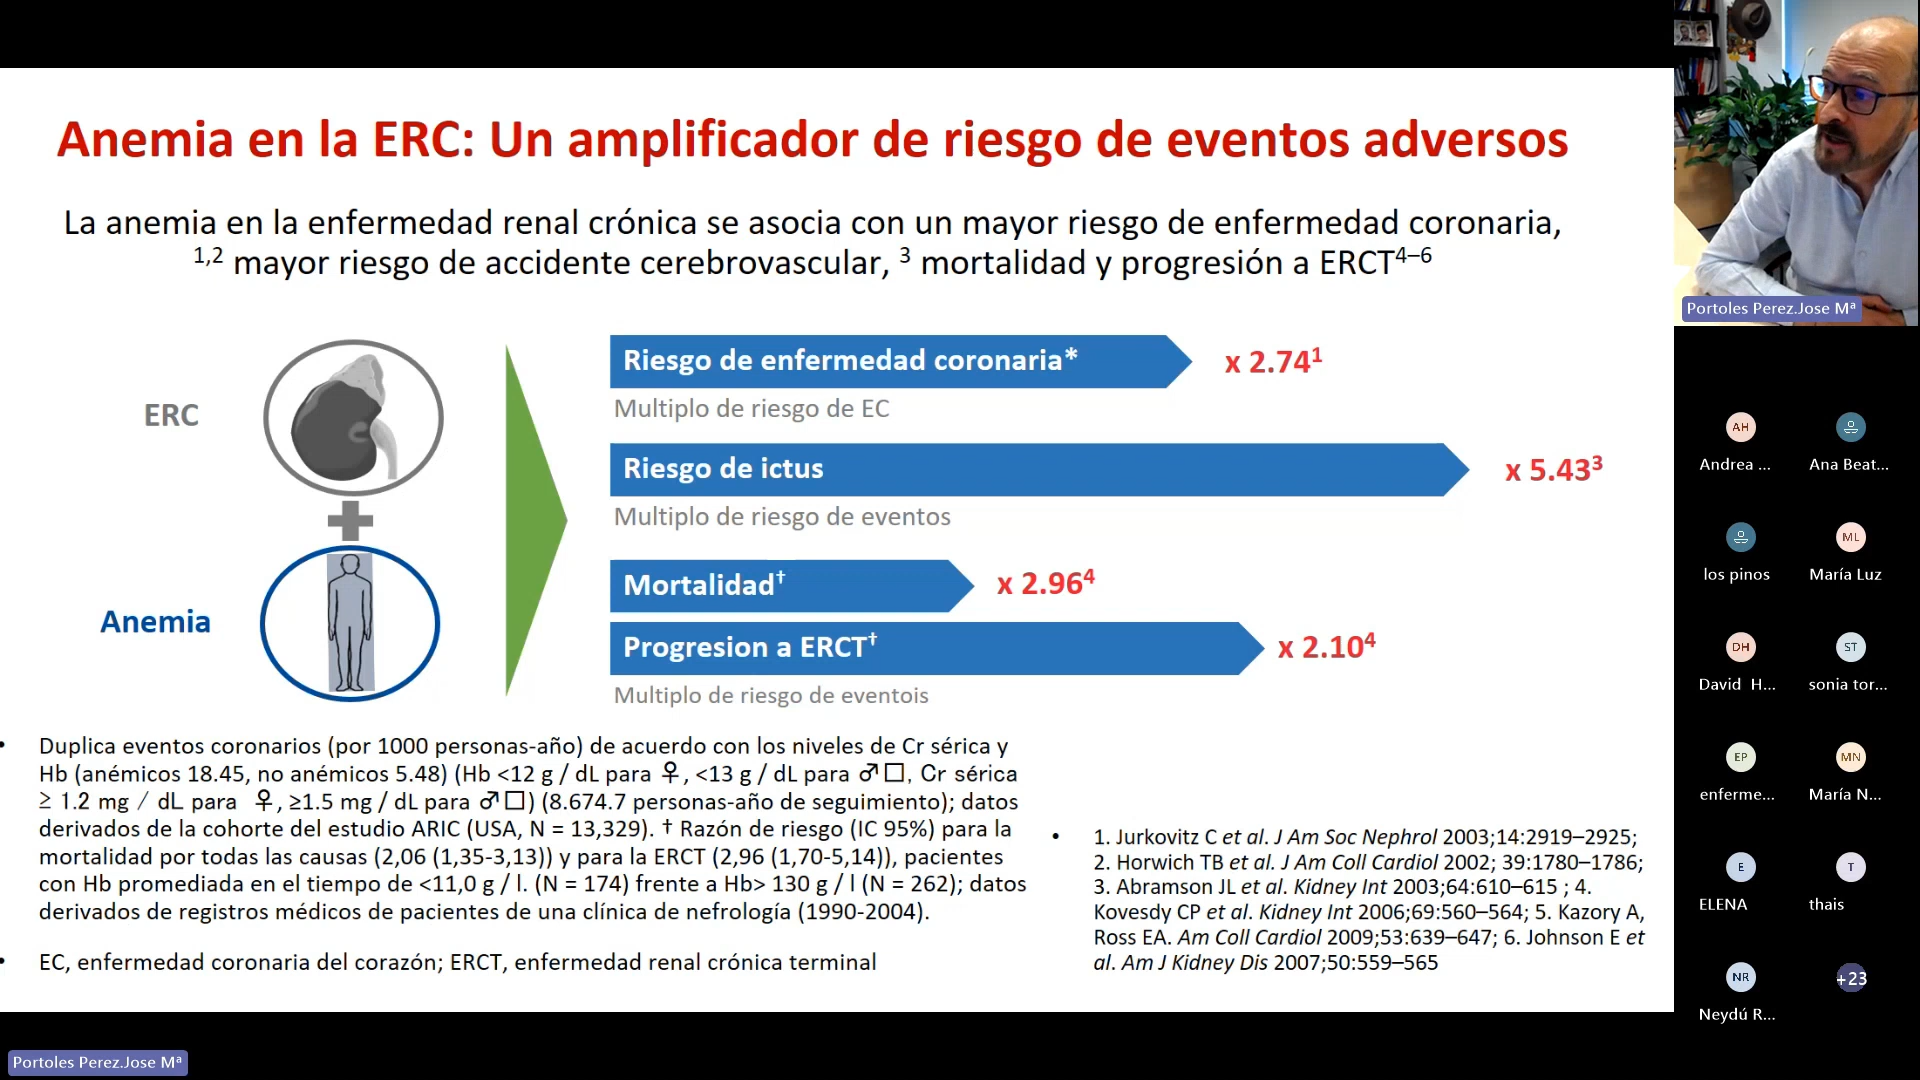 Anemia en la ERC: Un amplificador de riesgo de eventos adversos
La anemia en la enfermedad renal crónica se asocia con un mayor riesgo de enfermedad coronaria,
1,2 mayor riesgo de accidente cerebrovascular, 3 mortalidad y progresión a ERCT4–6
ERC
Anemia
Riesgo de enfermedad coronaria*
x 2.741
Multiplo de riesgo de EC
Riesgo de ictus
x 5.433
Multiplo de riesgo de eventos
Mortalidad†
x 2.964
Progresion a ERCT†
x 2.104
Multiplo de riesgo de eventois
• Duplica eventos coronarios (por 1000 personas-año) de acuerdo con los niveles de Cr sérica y
Hb (anémicos 18.45, no anémicos 5.48) (Hb <12 g / dL para ♀, <13 g / dL para ♂□, Cr sérica
≥ 1.2 mg / dL para ♀, ≥1.5 mg / dL para ♂□) (8.674.7 personas-año de seguimiento); datos
derivados de la cohorte del estudio ARIC (USA, N = 13,329). † Razón de riesgo (IC 95%) para la
mortalidad por todas las causas (2,06 (1,35-3,13)) y para la ERCT (2,96 (1,70-5,14)), pacientes
con Hb promediada en el tiempo de <11,0 g / l. (N = 174) frente a Hb> 130 g / l (N = 262); datos
derivados de registros médicos de pacientes de una clínica de nefrología (1990-2004).
• EC, enfermedad coronaria del corazón; ERCT, enfermedad renal crónica terminal
• 1. Jurkovitz C et al. J Am Soc Nephrol 2003;14:2919–2925;
2. Horwich TB et al. J Am Coll Cardiol 2002; 39:1780–1786;
3. Abramson JL et al. Kidney Int 2003;64:610–615 ; 4.
Kovesdy CP et al. Kidney Int 2006;69:560–564; 5. Kazory A,
Ross EA. Am Coll Cardiol 2009;53:639–647; 6. Johnson E et
al. Am J Kidney Dis 2007;50:559–565
Portoles Perez.Jose Mª
AH
Andrea ...
Ana Beat...
los pinos
ML
María Luz
DH
David H...
ST
sonia tor...
EP
enferme...
MN
María N...
E
ELENA
T
thais
NR
Neydú R...
+23
Portoles Perez.Jose Mª